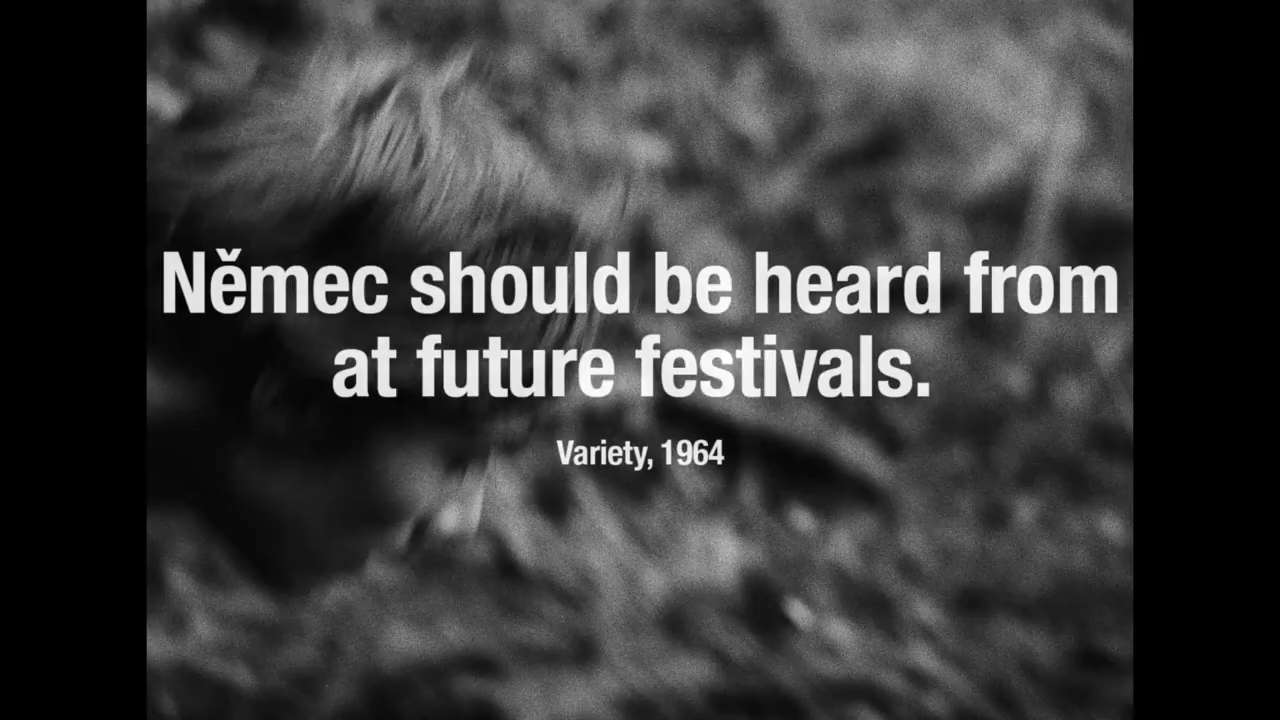 Němec should be heard from
at future festivals.
Variety, 1964